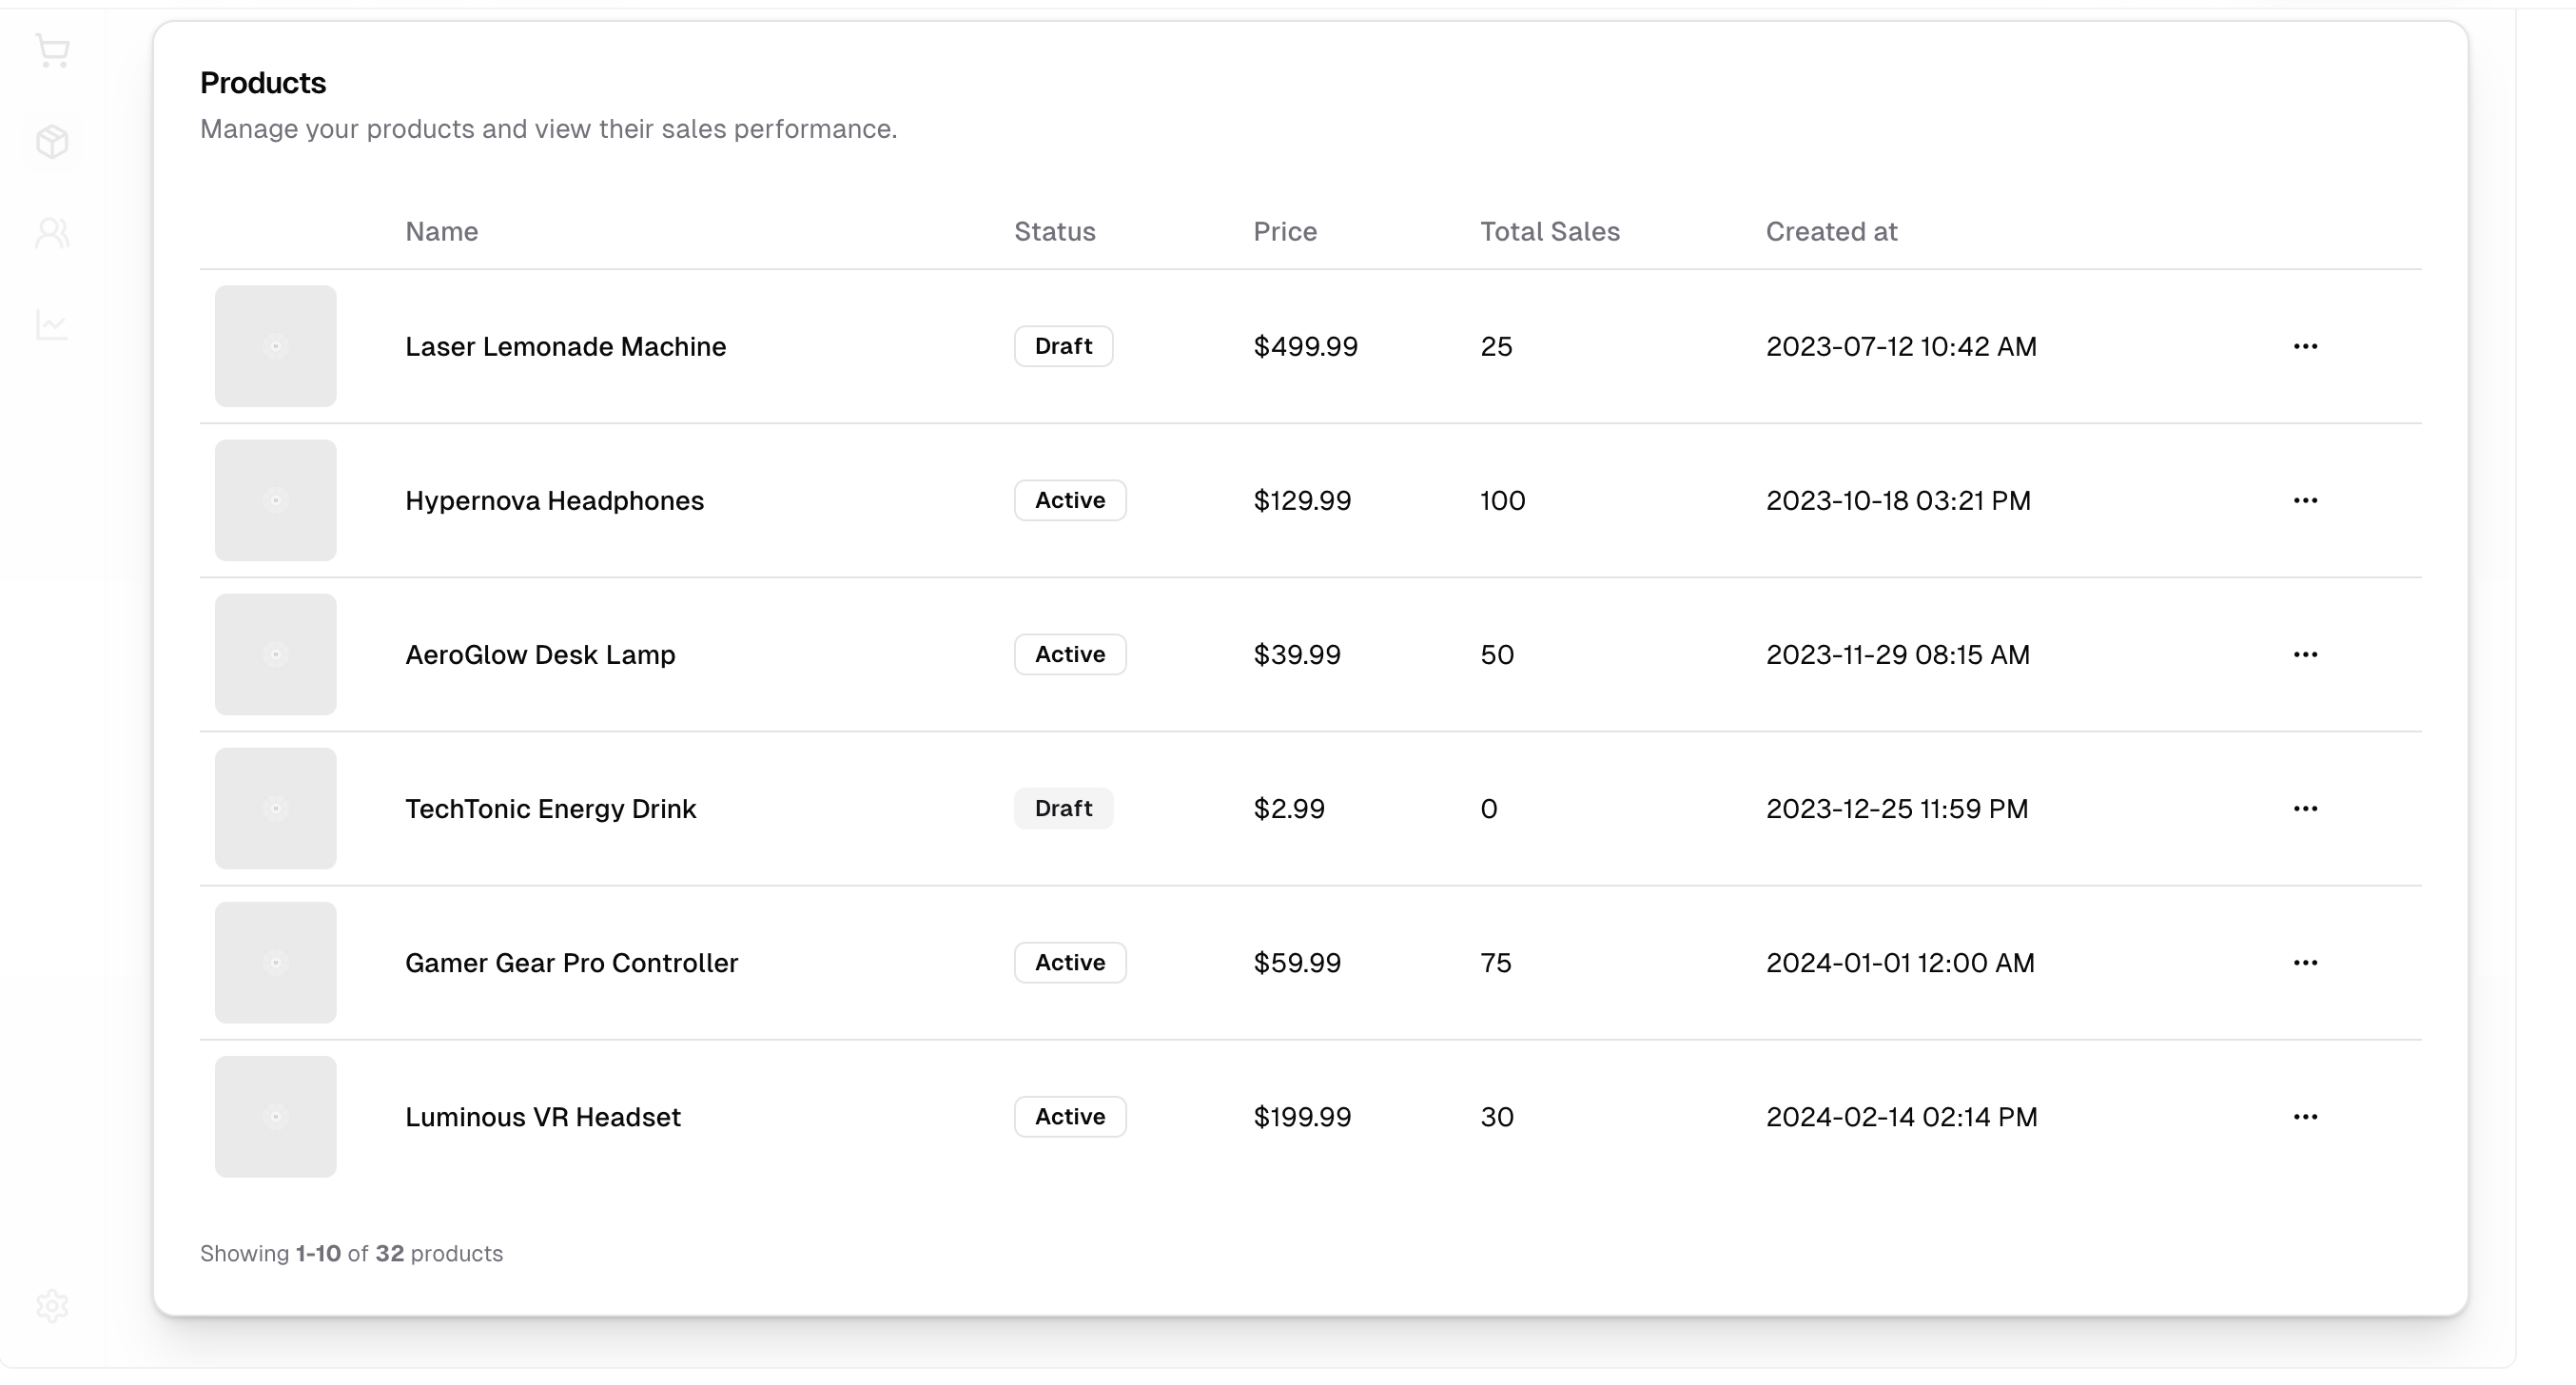 Products
Manage your products and view their sales performance.
Name Status Price Total Sales Created at
Laser Lemonade Machine Draft $499.99 25 2023-07-12 10:42 AM
Hypernova Headphones Active $129.99 100 2023-10-18 03:21 PM
AeroGlow Desk Lamp Active $39.99 50 2023-11-29 08:15 AM
TechTonic Energy Drink Draft $2.99 0 2023-12-25 11:59 PM
Gamer Gear Pro Controller Active $59.99 75 2024-01-01 12:00 AM
Luminous VR Headset Active $199.99 30 2024-02-14 02:14 PM
Showing 1-10 of 32 products